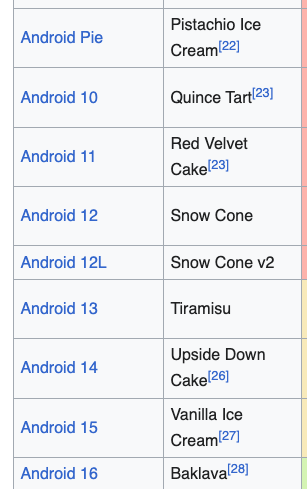 Android Pie
Pistachio Ice
Cream[22]
Android 10
Quince Tart[23]
Android 11
Red Velvet
Cake[23]
Android 12
Snow Cone
Android 12L
Snow Cone v2
Android 13
Tiramisu
Android 14
Upside Down
Cake[26]
Android 15
Vanilla Ice
Cream[27]
Android 16
Baklava[28]